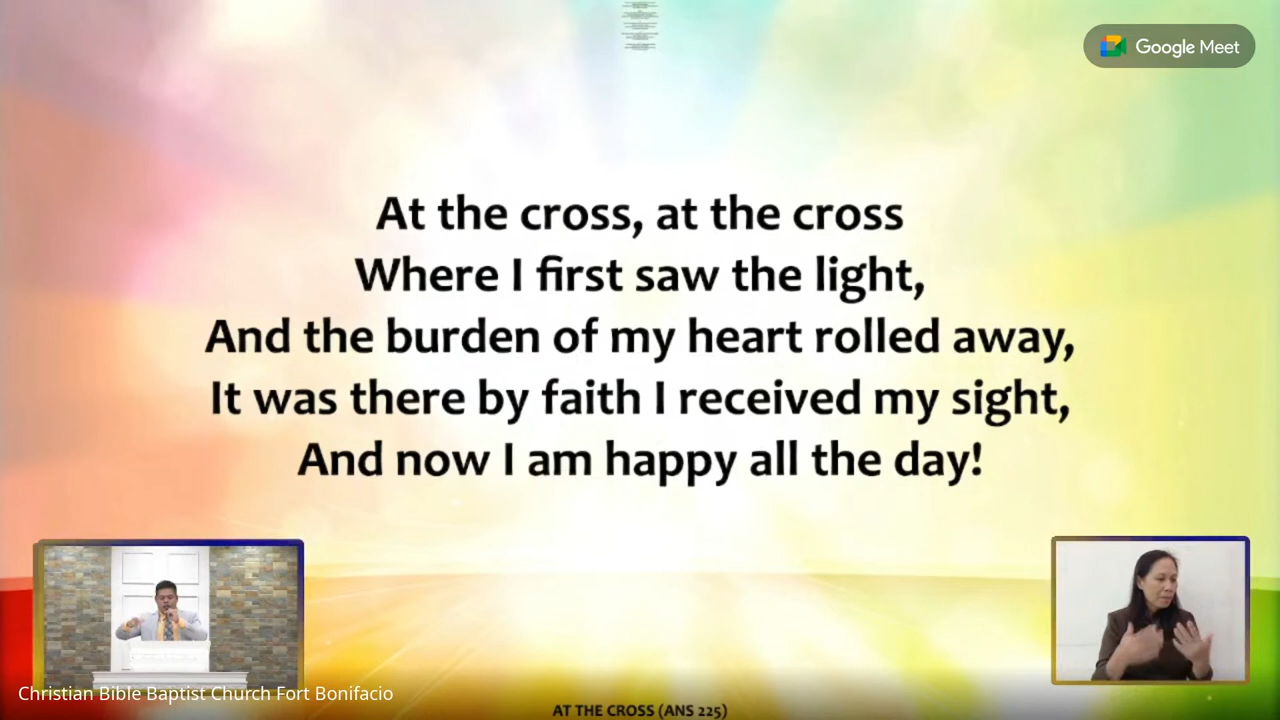 Google Meet
At the cross, at the cross
Where I first saw the light,
And the burden of my heart rolled away,
It was there by faith I received my sight,
And now I am happy all the day!
Christian Bible Baptist Church Fort Bonifacio
AT THE CROSS (ANS 225)